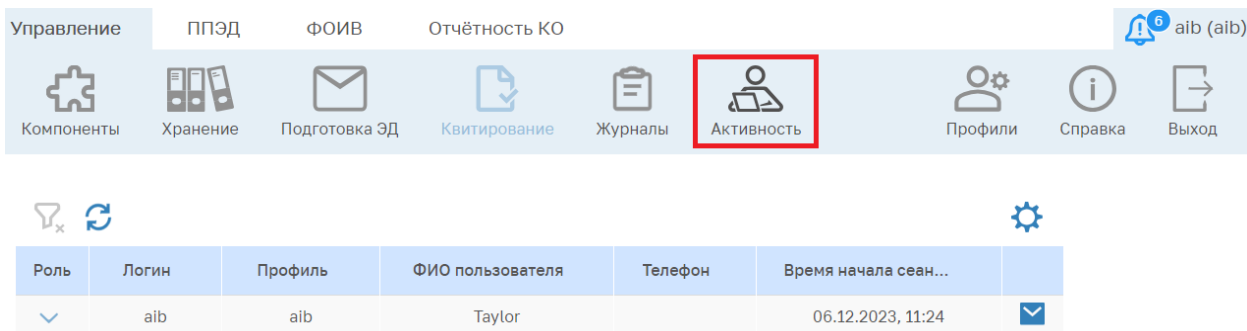 Управление ППЭД ФОИВ Отчётность КО 6 aib (aib)
Компоненты Хранение Подготовка ЭД Квитирование Журналы Активность Профили Справка Выход
Роль Логин Профиль ФИО пользователя Телефон Время начала сеан...
aib aib Taylor 06.12.2023, 11:24